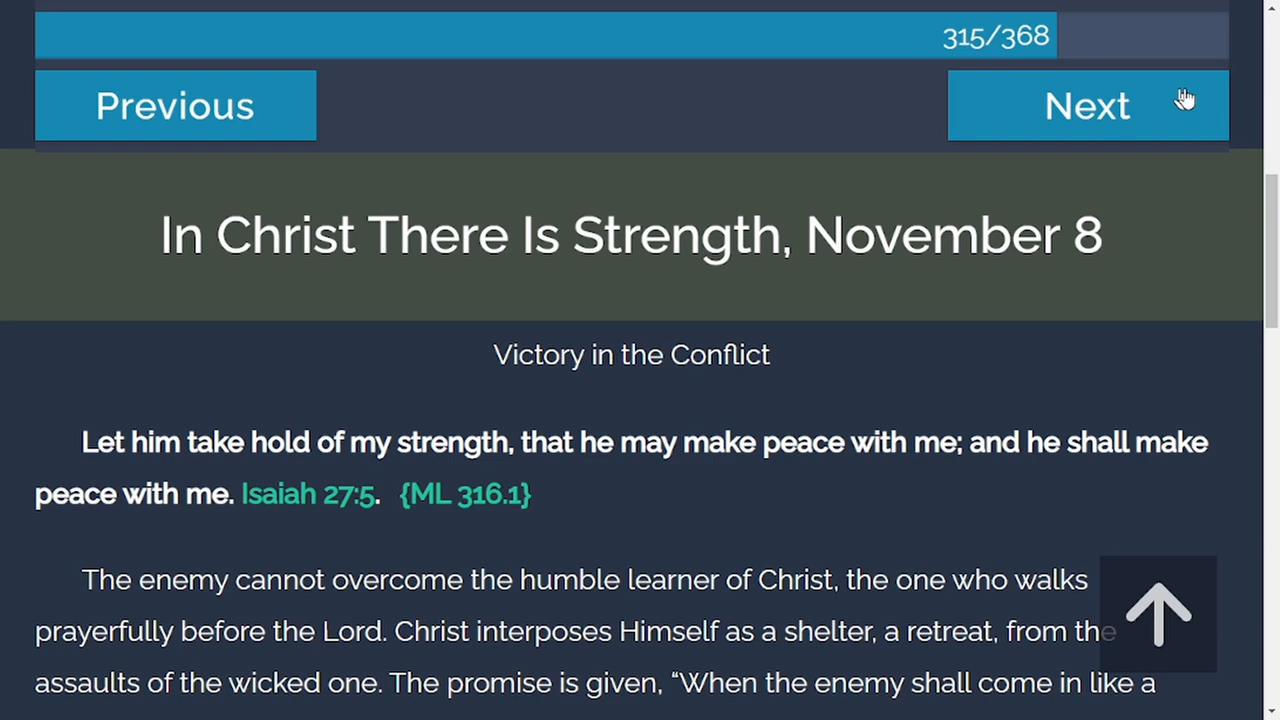 315/368
Previous
Next
In Christ There Is Strength, November 8
Victory in the Conflict
Let him take hold of my strength, that he may make peace with me; and he shall make
peace with me. Isaiah 27:5. {ML 316.1}
The enemy cannot overcome the humble learner of Christ, the one who walks
prayerfully before the Lord. Christ interposes Himself as a shelter, a retreat, from the
assaults of the wicked one. The promise is given, “When the enemy shall come in like a